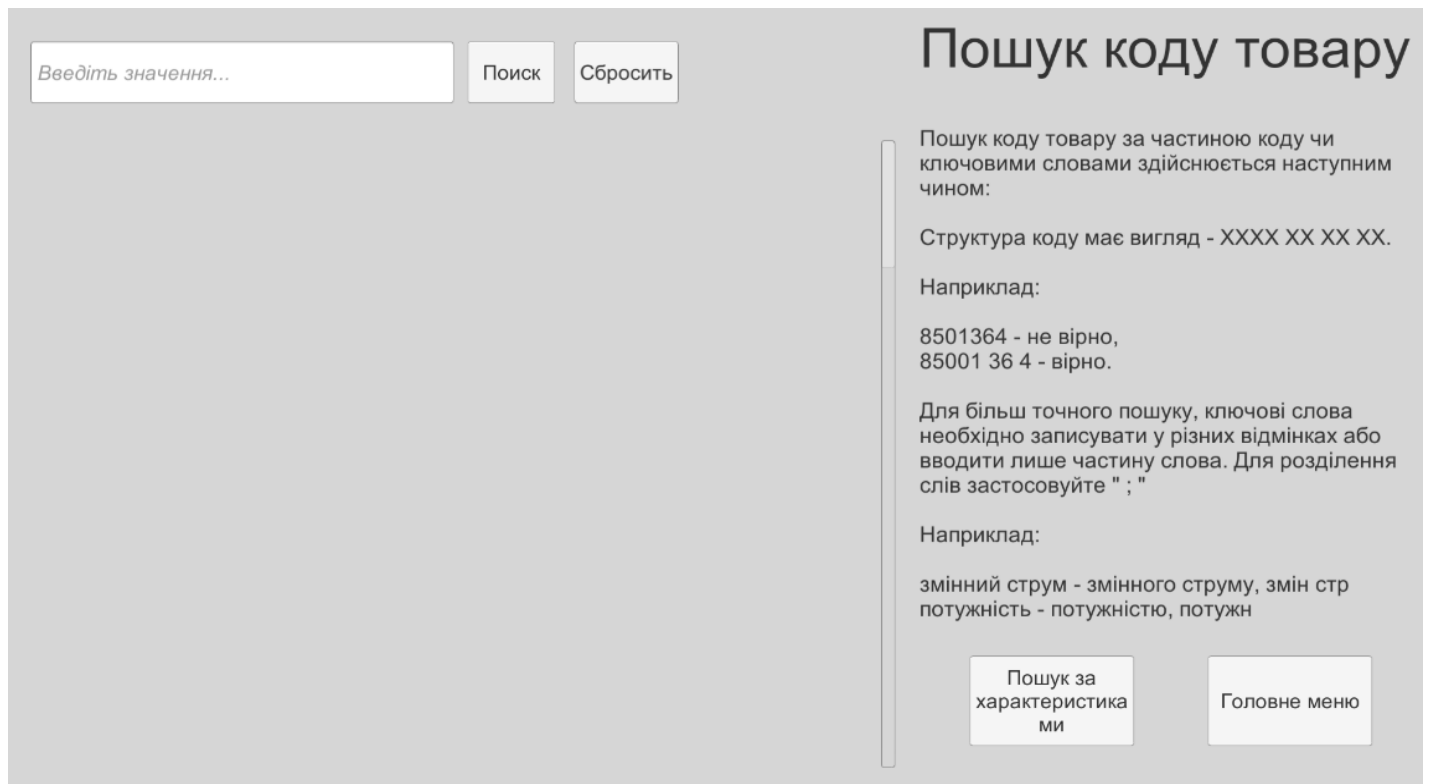 Введіть значення...
Поиск
Сбросить
Пошук коду товару
Пошук коду товару за частиною коду чи
ключовими словами здійснюється наступним
чином:
Структура коду має вигляд - XXXX XX XX XX.
Наприклад:
8501364 - не вірно,
85001 36 4 - вірно.
Для більш точного пошуку, ключові слова
необхідно записувати у різних відмінках або
вводити лише частину слова. Для розділення
слів застосовуйте " ; "
Наприклад:
змінний струм - змінного струму, змін стр
потужність - потужністю, потужн
Пошук за
характеристика
ми
Головне меню